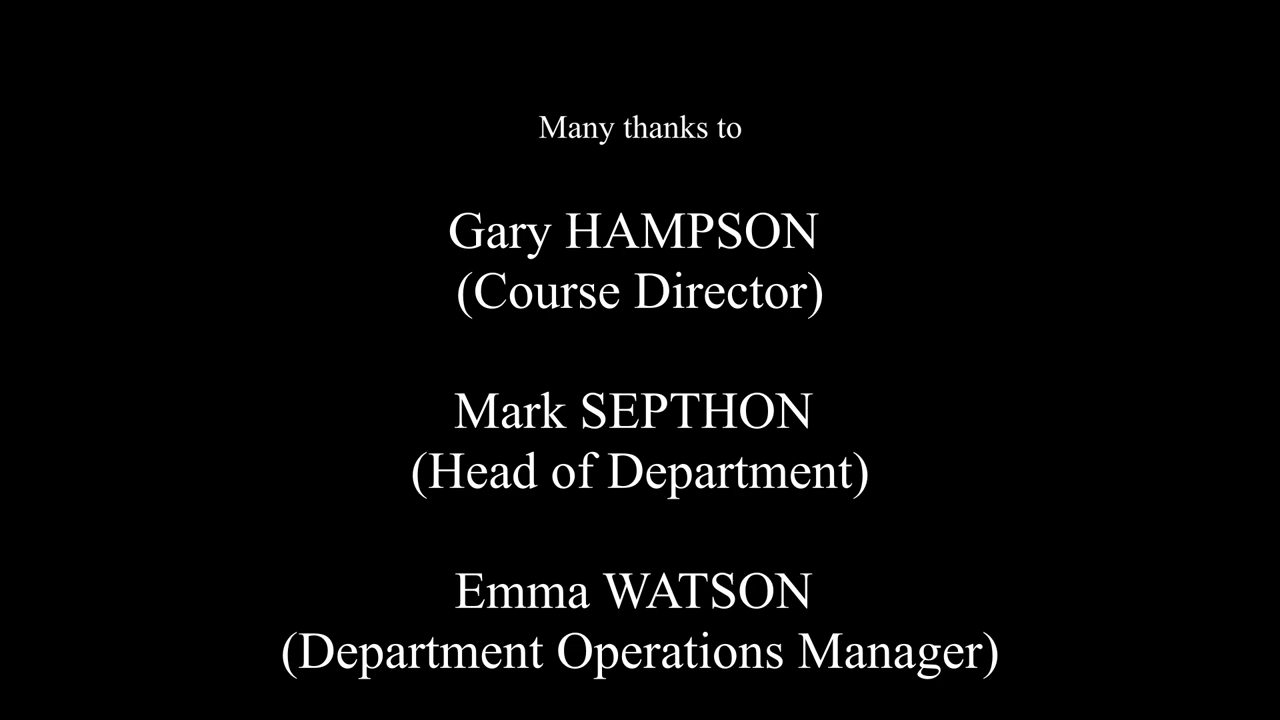 Many thanks to
Gary HAMPSON
(Course Director)
Mark SEPTHON
(Head of Department)
Emma WATSON
(Department Operations Manager)